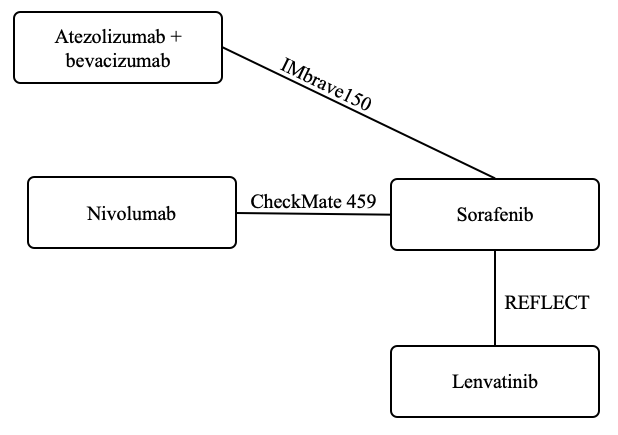 Atezolizumab +
bevacizumab
IMbrave150
Nivolumab
CheckMate 459
Sorafenib
REFLECT
Lenvatinib